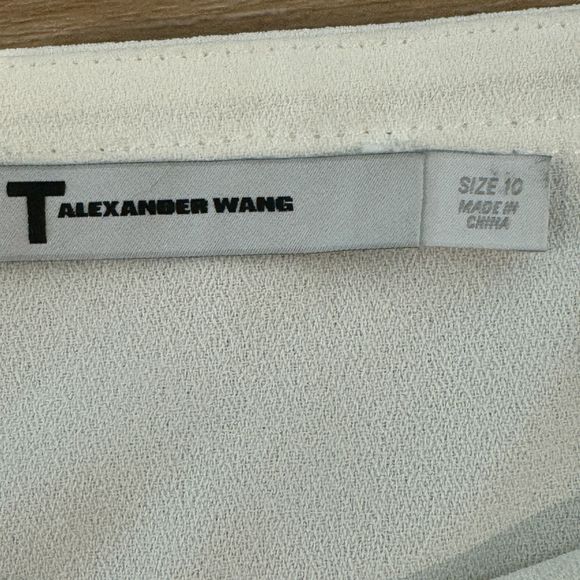 T ALEXANDER WANG
SIZE 10
MADE IN
CHINA